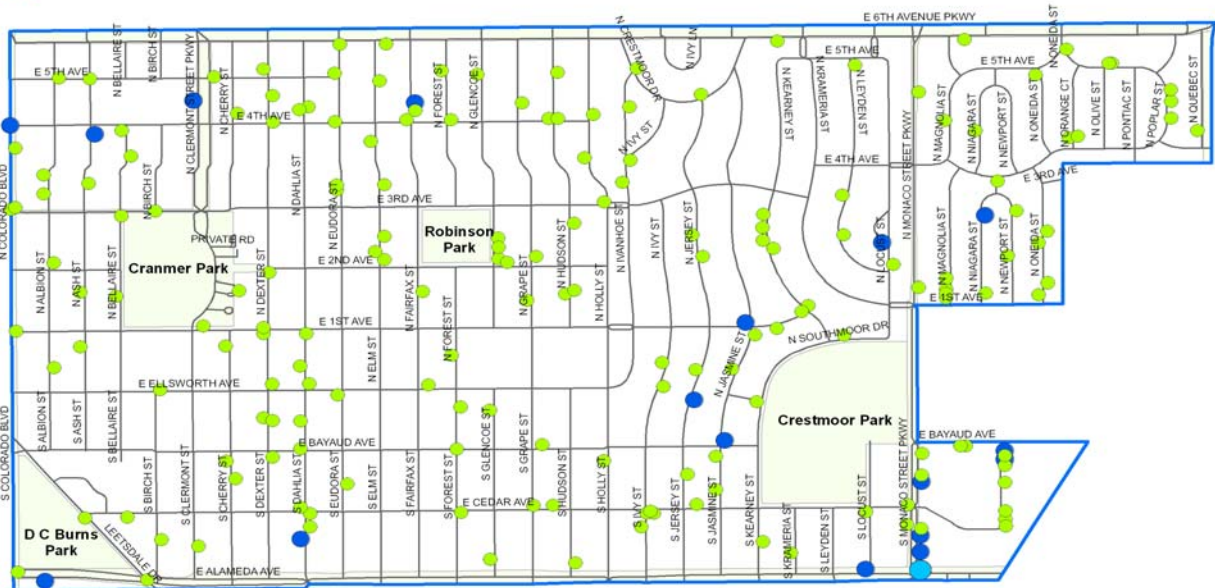 E 6TH AVENUE PKWY
N ONEIDA ST
N IVY LN
N CRESTMOOR DR
N BELLAIRE ST
N BIRCH ST
N CLERMONT STREET PKWY
E 5TH AVE
E 5TH AVE
E 5TH AVE
N CHERRY ST
N FOREST ST
N GLENCOE ST
N KEARNEY ST
N KRAMERIA ST
N LEYDEN ST
N MAGNOLIA ST
N NIAGARA ST
N NEWPORT ST
N ONEIDA ST
N ORANGE CT
N OLIVE ST
N PONTIAC ST
N POPLAR ST
N QUEBEC ST
E 4TH AVE
N IVY ST
E 4TH AVE
E 3RD AVE
N COLORADO BLVD
N BIRCH ST
N DAHLIA ST
N EUDORA ST
E 3RD AVE
Robinson
Park
PRIVATE RD
Cranmer Park
E 2ND AVE
N ALBION ST
N ASH ST
N BELLAIRE ST
N DEXTER ST
N FAIRFAX ST
N FOREST ST
N GRAPE ST
N HUDSON ST
N HOLLY ST
N IVANHOE ST
N IVY ST
N JERSEY ST
N LOCUST ST
N MONACO STREET PKWY
N MAGNOLIA ST
N NIAGARA ST
N NEWPORT ST
N ONEIDA ST
E 1ST AVE
E 1ST AVE
N SOUTHMOOR DR
N ELM ST
N JASMINE ST
E ELLSWORTH AVE
S COLORADO BLVD
S ALBION ST
S ASH ST
S BELLAIRE ST
Crestmoor Park
E BAYAUD AVE
E BAYAUD AVE
S BIRCH ST
S CLERMONT ST
S CHERRY ST
S DEXTER ST
S DAHLIA ST
S EUDORA ST
S ELM ST
S FAIRFAX ST
S FOREST ST
S GLENCOE ST
S GRAPE ST
S HUDSON ST
S HOLLY ST
S IVY ST
S JERSEY ST
S JASMINE ST
S KEARNEY ST
S KRAMERIA ST
S LEYDEN ST
S LOCUST ST
S MONACO STREET PKWY
E CEDAR AVE
D C Burns
Park
LEETSDALE DR
E ALAMEDA AVE